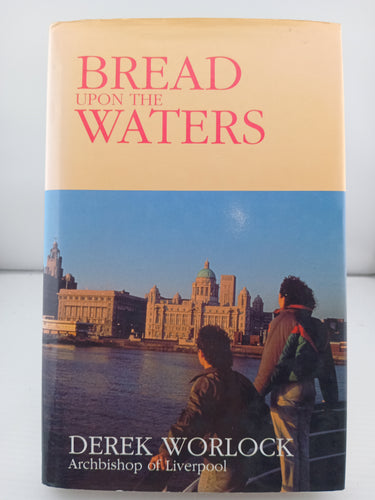 BREAD
UPON THE
WATERS
DEREK WORLOCK
Archbishop of Liverpool